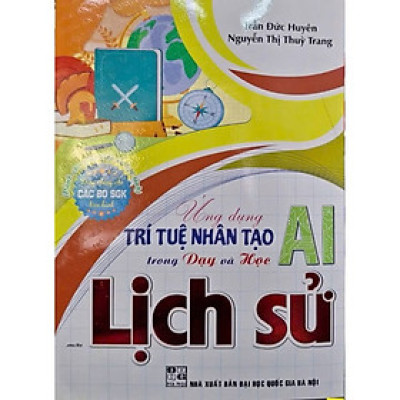 Trần Đức Huyên
Nguyễn Thị Thuỳ Trang
CÁC BỘ SGK
Ứng dụng
TRÍ TUỆ NHÂN TẠO
AI
trong Dạy và Học
Lịch sử
NHÀ XUẤT BẢN ĐẠI HỌC QUỐC GIA HÀ NỘI